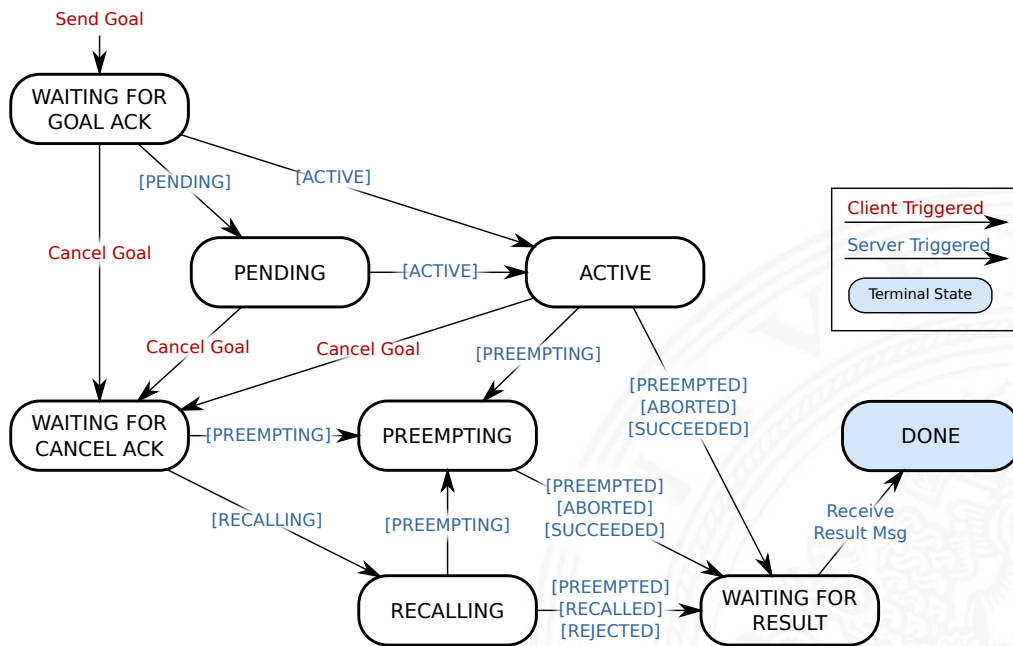 Send Goal
WAITING FOR
GOAL ACK
[PENDING]
[ACTIVE]
Client Triggered
Server Triggered
Terminal State
Cancel Goal
PENDING
[ACTIVE]
ACTIVE
Cancel Goal
Cancel Goal
[PREEMPTING]
[PREEMPTED]
[ABORTED]
[SUCCEEDED]
WAITING FOR
CANCEL ACK
[PREEMPTING]
PREEMPTING
DONE
[RECALLING]
[PREEMPTING]
[PREEMPTED]
[ABORTED]
[SUCCEEDED]
Receive
Result Msg
RECALLING
[PREEMPTED]
[RECALLED]
[REJECTED]
WAITING FOR
RESULT